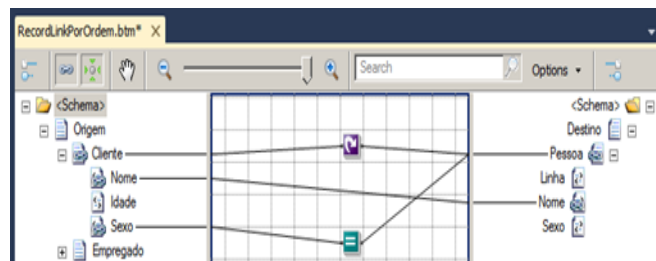 RecordLinkPorOrdem.btm* X
Search
Options
<Schema>
Origem
Cliente
Nome
Idade
Sexo
Empregado
<Schema>
Destino
Pessoa
Linha
Nome
Sexo